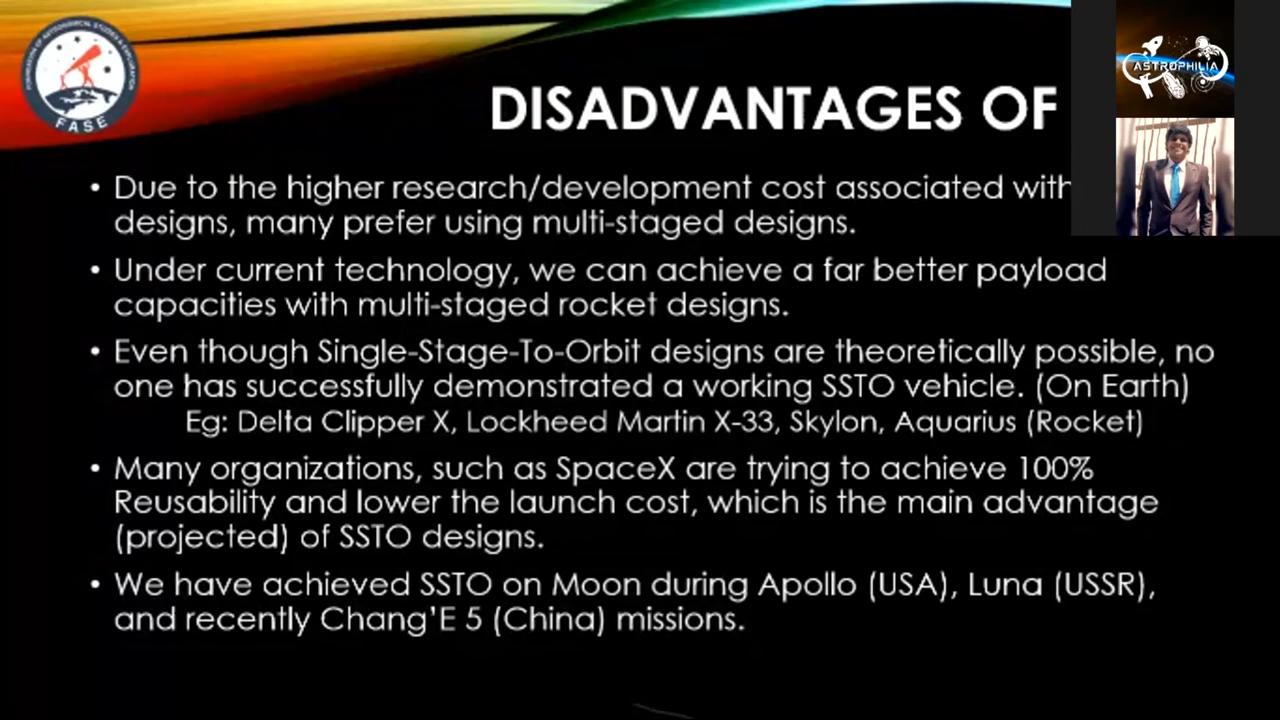 FASE
ASTROPHILIA
DISADVANTAGES OF
• Due to the higher research/development cost associated with
designs, many prefer using multi-staged designs.
• Under current technology, we can achieve a far better payload
capacities with multi-staged rocket designs.
• Even though Single-Stage-To-Orbit designs are theoretically possible, no
one has successfully demonstrated a working SSTO vehicle. (On Earth)
Eg: Delta Clipper X, Lockheed Martin X-33, Skylon, Aquarius (Rocket)
• Many organizations, such as SpaceX are trying to achieve 100%
Reusability and lower the launch cost, which is the main advantage
(projected) of SSTO designs.
• We have achieved SSTO on Moon during Apollo (USA), Luna (USSR),
and recently Chang’E 5 (China) missions.